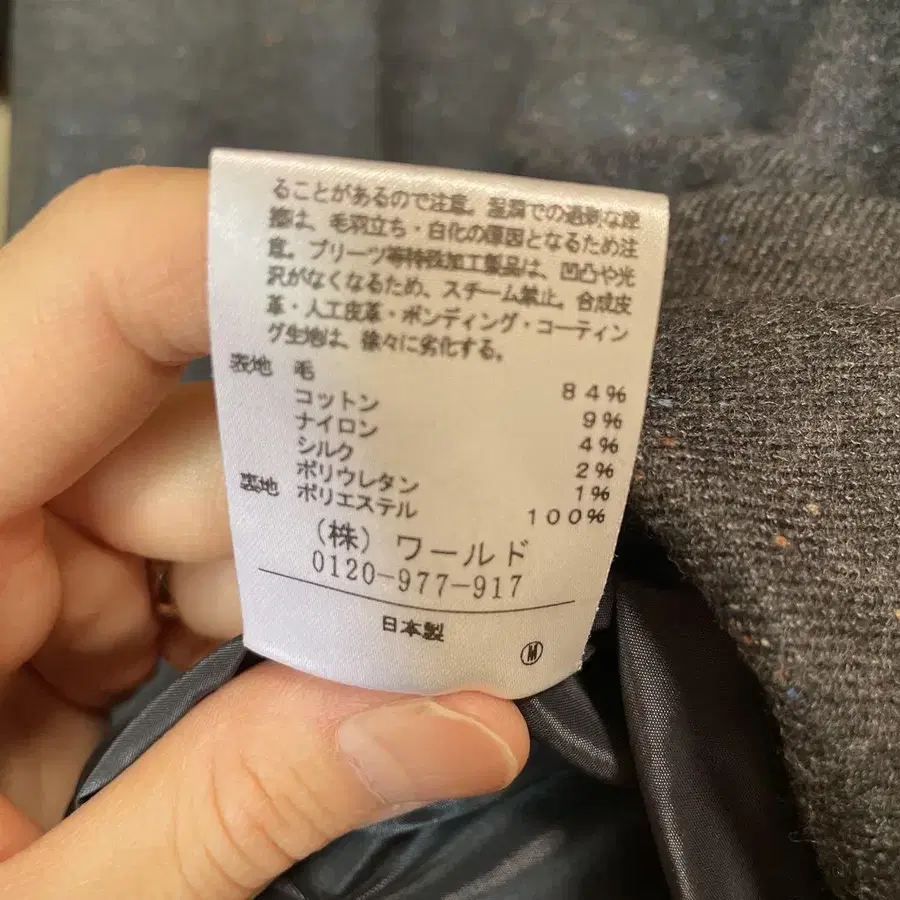 ることがあるので注意。湿潤での過剰な摩
擦は、毛羽立ち・白化の原因となるため注
意。プリーツ等特殊加工製品は、凹凸や光
沢がなくなるため、スチーム禁止。合成皮
革・人工皮革・ボンディング・コーティン
グ生地は、徐々に劣化する。
表地 毛 84%
コットン 9%
ナイロン 4%
シルク 2%
ポリウレタン 1%
裏地 ポリエステル 100%
(株) ワールド
0120-977-917
日本製
M